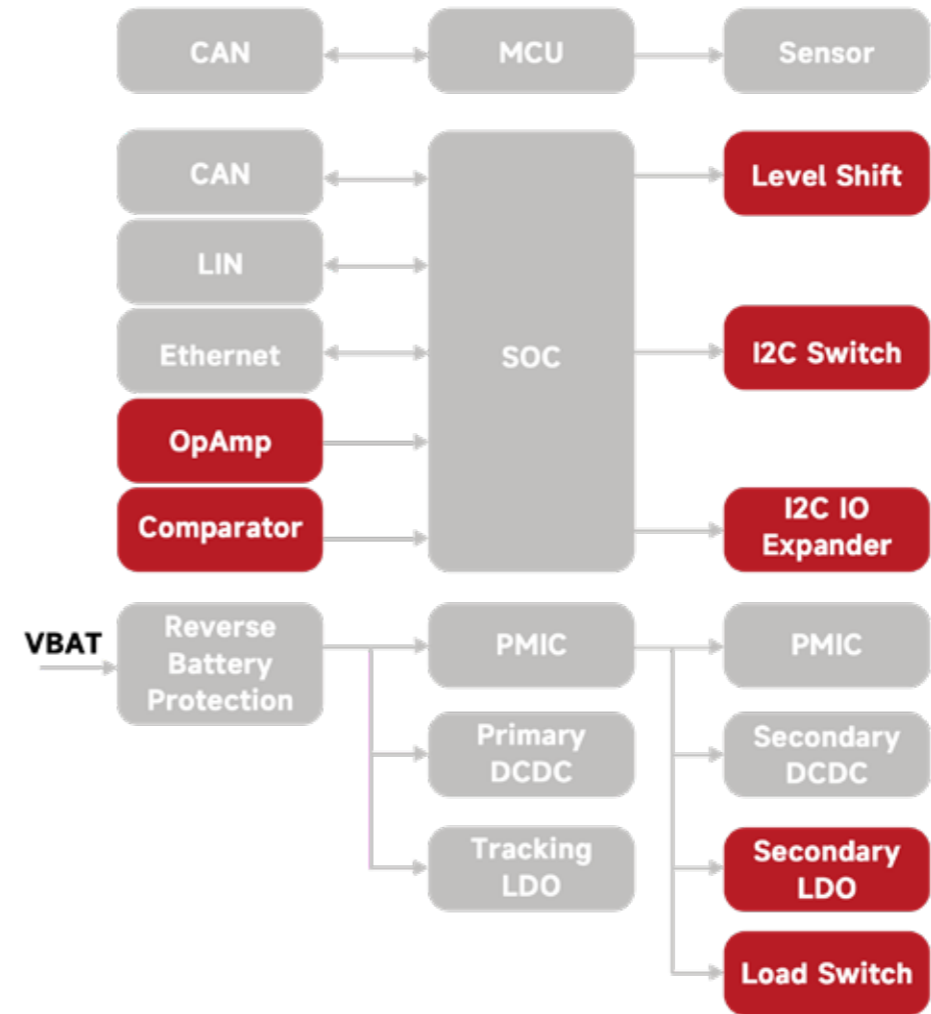 CAN
MCU
Sensor
CAN
LIN
Ethernet
OpAmp
Comparator
SOC
Level Shift
I2C Switch
I2C IO
Expander
VBAT
Reverse
Battery
Protection
PMIC
Primary
DCDC
Tracking
LDO
PMIC
Secondary
DCDC
Secondary
LDO
Load Switch